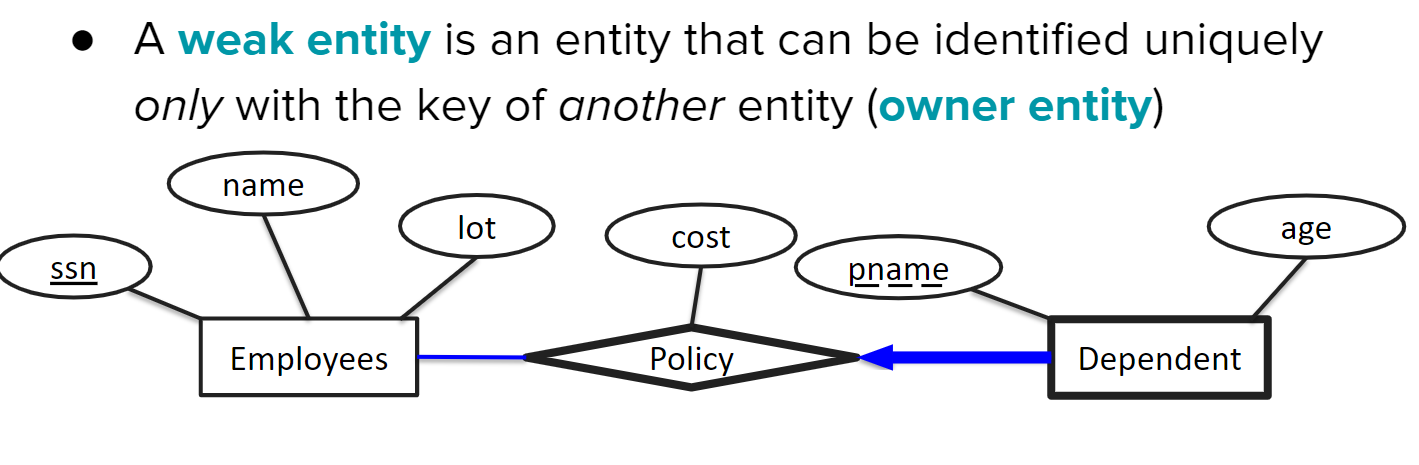 ● A weak entity is an entity that can be identified uniquely
only with the key of another entity (owner entity)
name
lot
cost
age
ssn
pname
Employees
Policy
Dependent